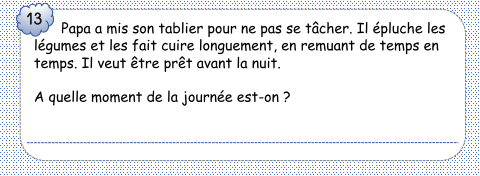 13
Papa a mis son tablier pour ne pas se tâcher. Il épluche les
légumes et les fait cuire longuement, en remuant de temps en
temps. Il veut être prêt avant la nuit.
A quelle moment de la journée est-on ?